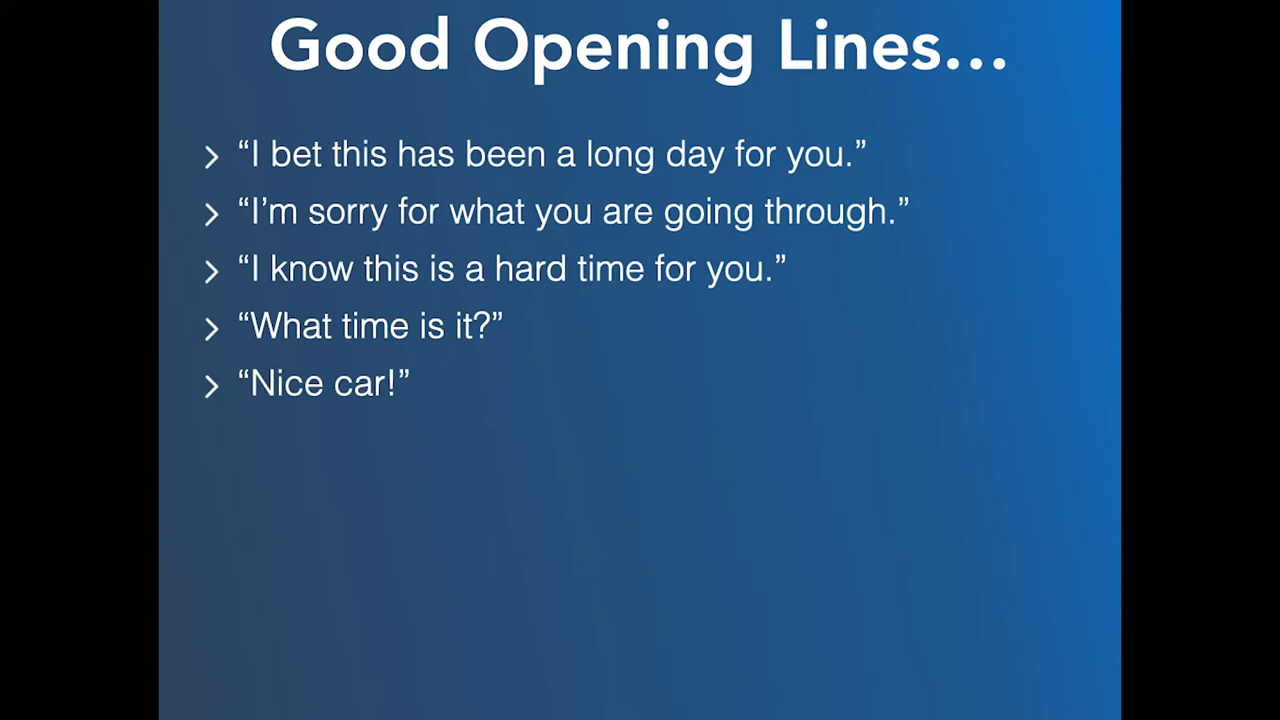 Good Opening Lines...
“I bet this has been a long day for you.”
“I’m sorry for what you are going through.”
“I know this is a hard time for you.”
“What time is it?”
“Nice car!”